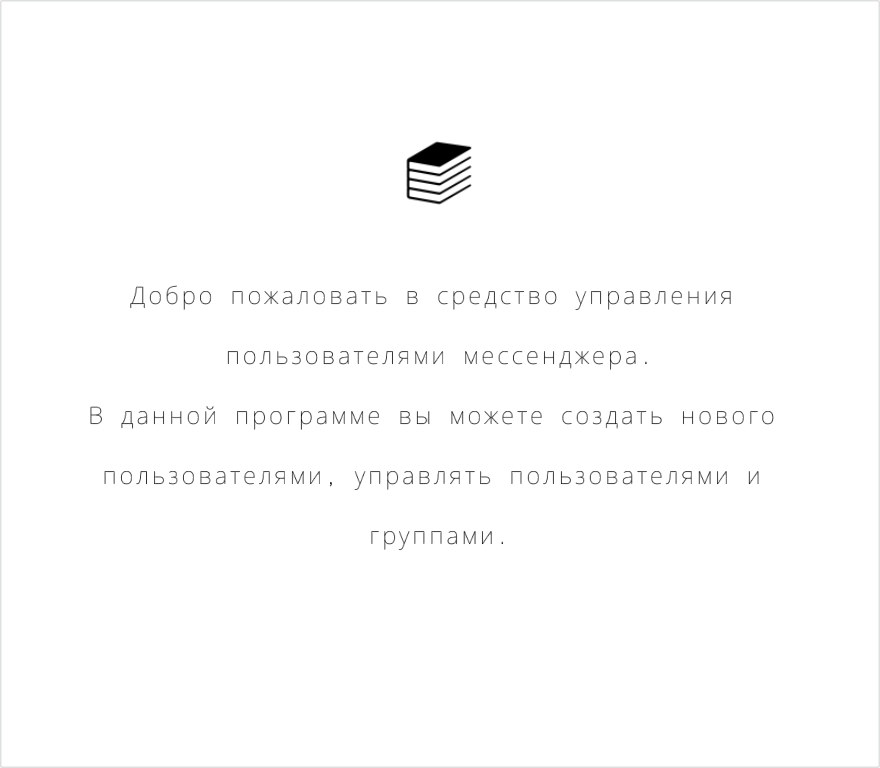 Добро пожаловать в средство управления
пользователями мессенджера.
В данной программе вы можете создать нового
пользователями, управлять пользователями и
группами.